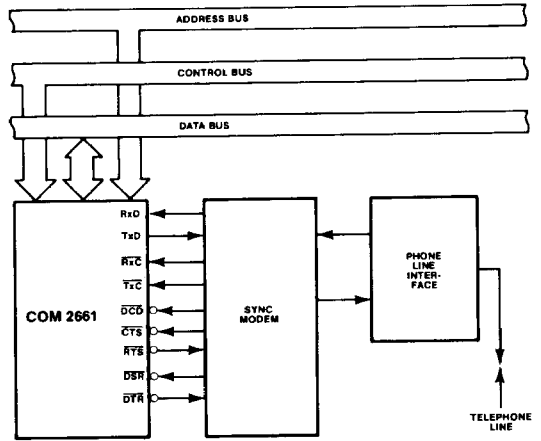 ADDRESS BUS
CONTROL BUS
DATA BUS
COM 2661
RxD
TxD
RxC
TxC
DCD
CTS
RTS
DSR
DTR
SYNC
MODEM
PHONE
LINE
INTER-
FACE
TELEPHONE
LINE